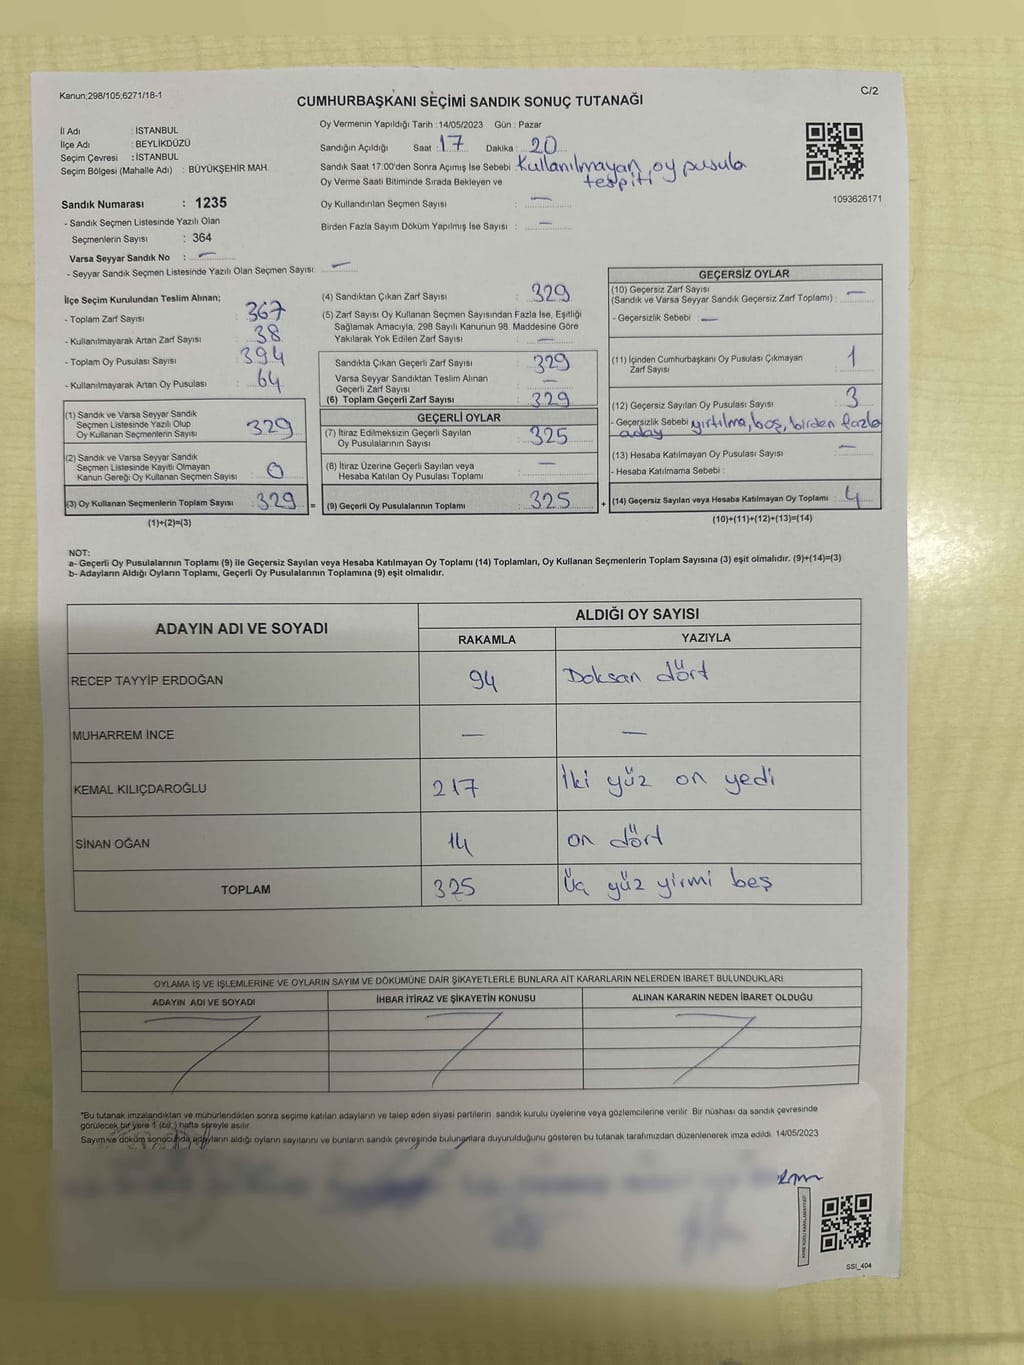 Kanun;298/105,6271/18-1
C/2
CUMHURBAŞKANI SEÇİMİ SANDIK SONUÇ TUTANAĞI
İl Adı : İSTANBUL
İlçe Adı : BEYLİKDÜZÜ
Seçim Çevresi : İSTANBUL
Seçim Bölgesi (Mahalle Adı) : BÜYÜKŞEHİR MAH.
Sandık Numarası : 1235
- Sandık Seçmen Listesinde Yazılı Olan
Seçmenlerin Sayısı : 364
Varsa Seyyar Sandık No : —
- Seyyar Sandık Seçmen Listesinde Yazılı Olan Seçmen Sayısı: —
Oy Vermenin Yapıldığı Tarih : 14/05/2023 Gün : Pazar
Sandığın Açıldığı Saat : 17 Dakika : 20
Sandık Saat 17:00'den Sonra Açımış İse Sebebi Kullanılmayan oy pusula
tespiti
Oy Verme Saati Bitiminde Sırada Bekleyen ve
Oy Kullandırılan Seçmen Sayısı : —
Birden Fazla Sayım Döküm Yapılmış İse Sayısı : —
1093626171
İlçe Seçim Kurulundan Teslim Alınan;
- Toplam Zarf Sayısı : 367
- Kullanılmayarak Artan Zarf Sayısı : 38
- Toplam Oy Pusulası Sayısı : 394
- Kullanılmayarak Artan Oy Pusulası : 64
(1) Sandık ve Varsa Seyyar Sandık
Seçmen Listesinde Yazılı Olup
Oy Kullanan Seçmenlerin Sayısı : 329
(2) Sandık ve Varsa Seyyar Sandık
Seçmen Listesinde Kayıtlı Olmayan
Kanun Gereği Oy Kullanan Seçmen Sayısı : 0
(3) Oy Kullanan Seçmenlerin Toplam Sayısı : 329 =
(1)+(2)=(3)
(4) Sandıktan Çıkan Zarf Sayısı : 329
(5) Zarf Sayısı Oy Kullanan Seçmen Sayısından Fazla İse, Eşitliği
Sağlamak Amacıyla, 298 Sayılı Kanunun 98. Maddesine Göre
Yakılarak Yok Edilen Zarf Sayısı : —
Sandıkta Çıkan Geçerli Zarf Sayısı : 329
Varsa Seyyar Sandıktan Teslim Alınan
Geçerli Zarf Sayısı : —
(6) Toplam Geçerli Zarf Sayısı : 329
GEÇERLİ OYLAR
(7) İtiraz Edilmeksizin Geçerli Sayılan
Oy Pusulalarının Sayısı : 325
(8) İtiraz Üzerine Geçerli Sayılan veya
Hesaba Katılan Oy Pusulaları Toplamı : —
(9) Geçerli Oy Pusulalarının Toplamı : 325 +
GEÇERSİZ OYLAR
(10) Geçersiz Zarf Sayısı
(Sandık ve Varsa Seyyar Sandık Geçersiz Zarf Toplamı) : —
- Geçersizlik Sebebi : —
(11) İçinden Cumhurbaşkanı Oy Pusulası Çıkmayan
Zarf Sayısı : 1
(12) Geçersiz Sayılan Oy Pusulası Sayısı : 3
- Geçersizlik Sebebi yırtılma, boş, birden fazla
aday
(13) Hesaba Katılmayan Oy Pusulası Sayısı : —
- Hesaba Katılmama Sebebi :
(14) Geçersiz Sayılan veya Hesaba Katılmayan Oy Toplamı : 4
(10)+(11)+(12)+(13)=(14)
NOT:
a- Geçerli Oy Pusulalarının Toplamı (9) ile Geçersiz Sayılan veya Hesaba Katılmayan Oy Toplamı (14) Toplamları, Oy Kullanan Seçmenlerin Toplam Sayısına (3) eşit olmalıdır. (9)+(14)=(3)
b- Adayların Aldığı Oyların Toplamı, Geçerli Oy Pusulalarının Toplamına (9) eşit olmalıdır.
ADAYIN ADI VE SOYADI
ALDIĞI OY SAYISI
RAKAMLA YAZIYLA
RECEP TAYYİP ERDOĞAN 94 Doksan dört
MUHARREM İNCE — —
KEMAL KILIÇDAROĞLU 217 İki yüz on yedi
SİNAN OĞAN 14 on dört
TOPLAM 325 Üç yüz yirmi beş
OYLAMA İŞ VE İŞLEMLERİNE VE OYLARIN SAYIM VE DÖKÜMÜNE DAİR ŞİKAYETLERLE BUNLARA AİT KARARLARIN NELERDEN İBARET BULUNDUKLARI
ADAYIN ADI VE SOYADI İHBAR İTİRAZ VE ŞİKAYETİN KONUSU ALINAN KARARIN NEDEN İBARET OLDUĞU
*Bu tutanak imzalandıktan ve mühürlendikten sonra seçime katılan adayların ve talep eden siyasi partilerin sandık kurulu üyelerine veya gözlemcilerine verilir. Bir nüshası da sandık çevresinde
görülecek bir yere 1 (bir ) hafta süreyle asılır.
Sayım ve döküm sonucunda adayların aldığı oyların sayılarını ve bunların sandık çevresinde bulunanlara duyurulduğunu gösteren bu tutanak tarafımızdan düzenlenerek imza edildi. 14/05/2023
SSI_404